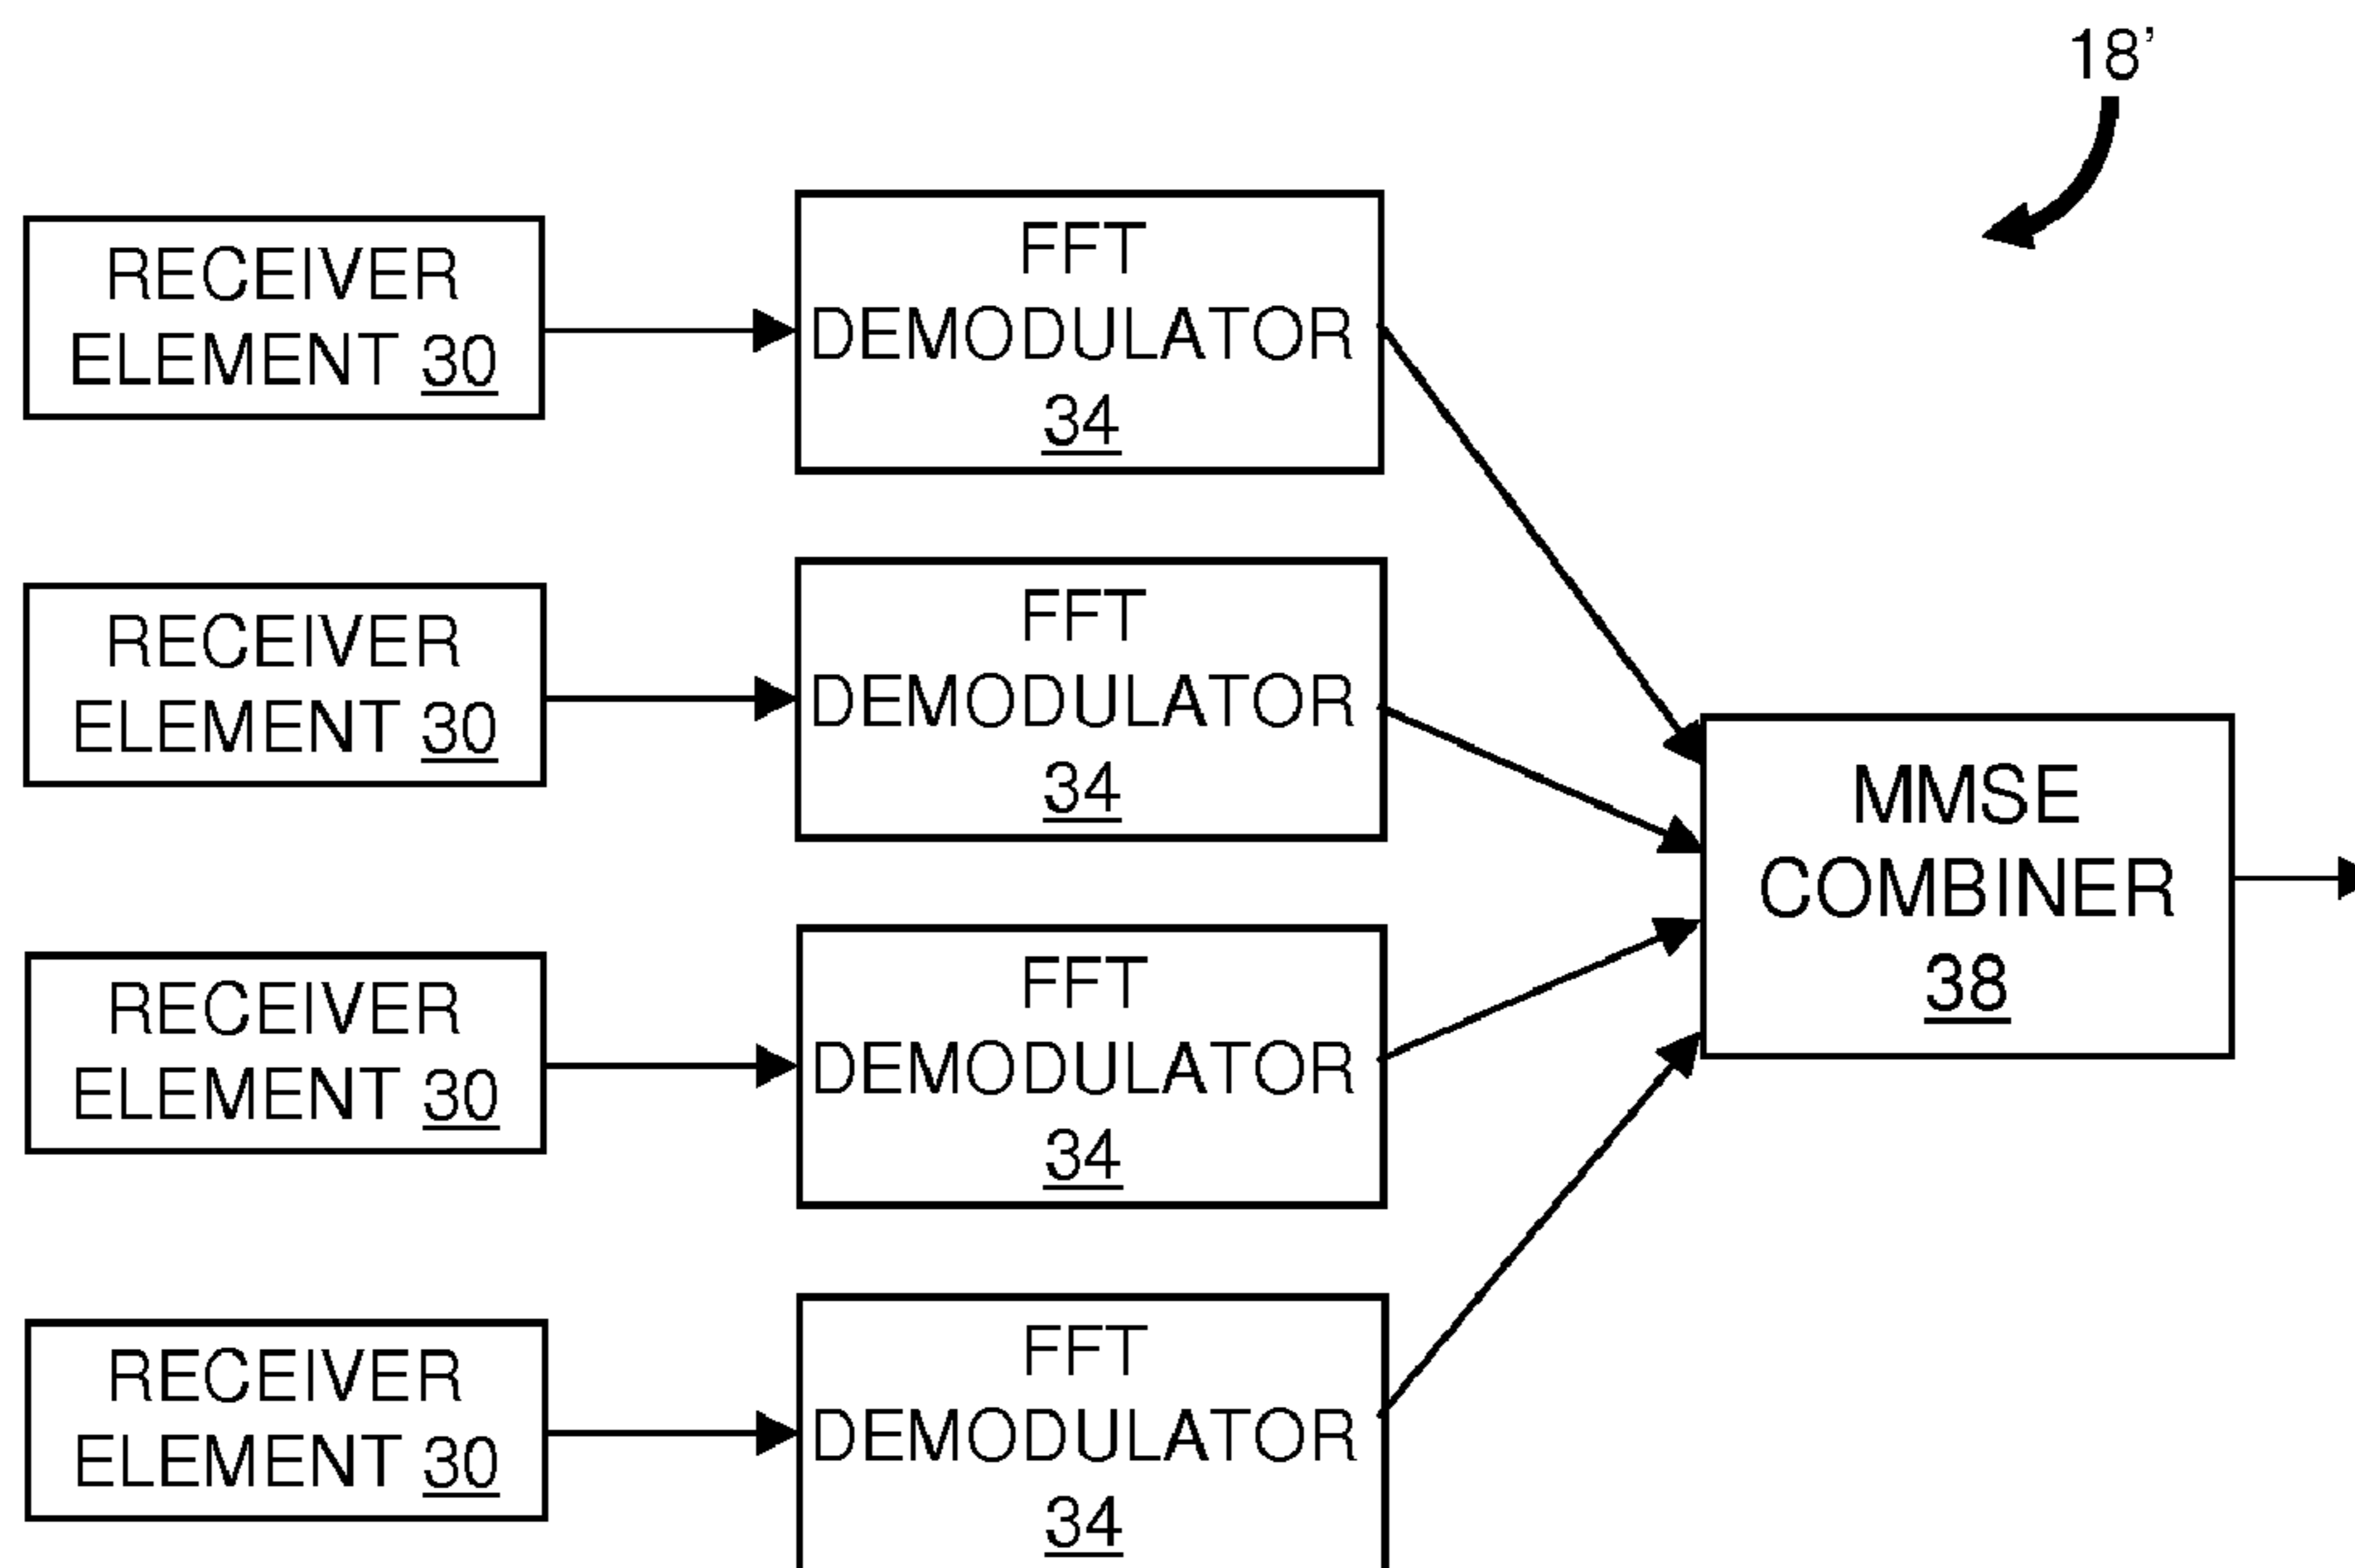 18’
RECEIVER
ELEMENT 30
FFT
DEMODULATOR
34
RECEIVER
ELEMENT 30
FFT
DEMODULATOR
34
MMSE
COMBINER
38
RECEIVER
ELEMENT 30
FFT
DEMODULATOR
34
RECEIVER
ELEMENT 30
FFT
DEMODULATOR
34